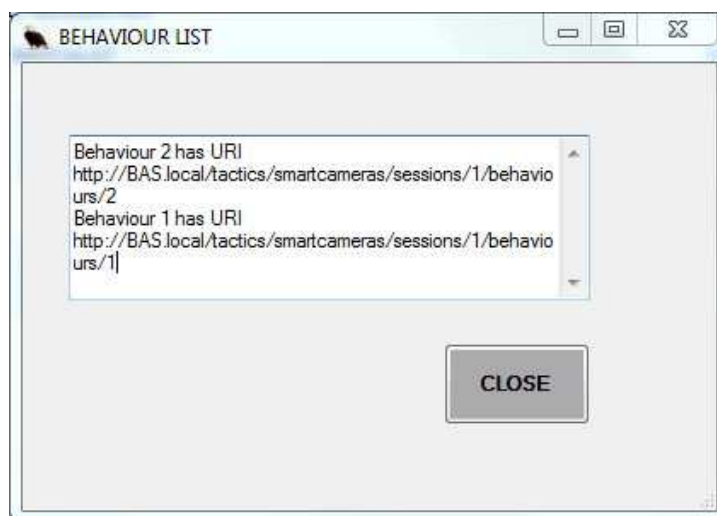 BEHAVIOUR LIST
Behaviour 2 has URI
http://BAS.local/tactics/smartcameras/sessions/1/behavio
urs/2
Behaviour 1 has URI
http://BAS.local/tactics/smartcameras/sessions/1/behavio
urs/1
CLOSE